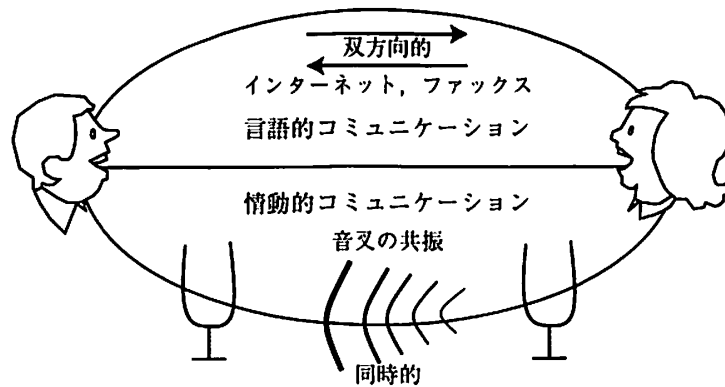 双方向的
インターネット，ファックス
言語的コミュニケーション
情動的コミュニケーション
音叉の共振
同時的